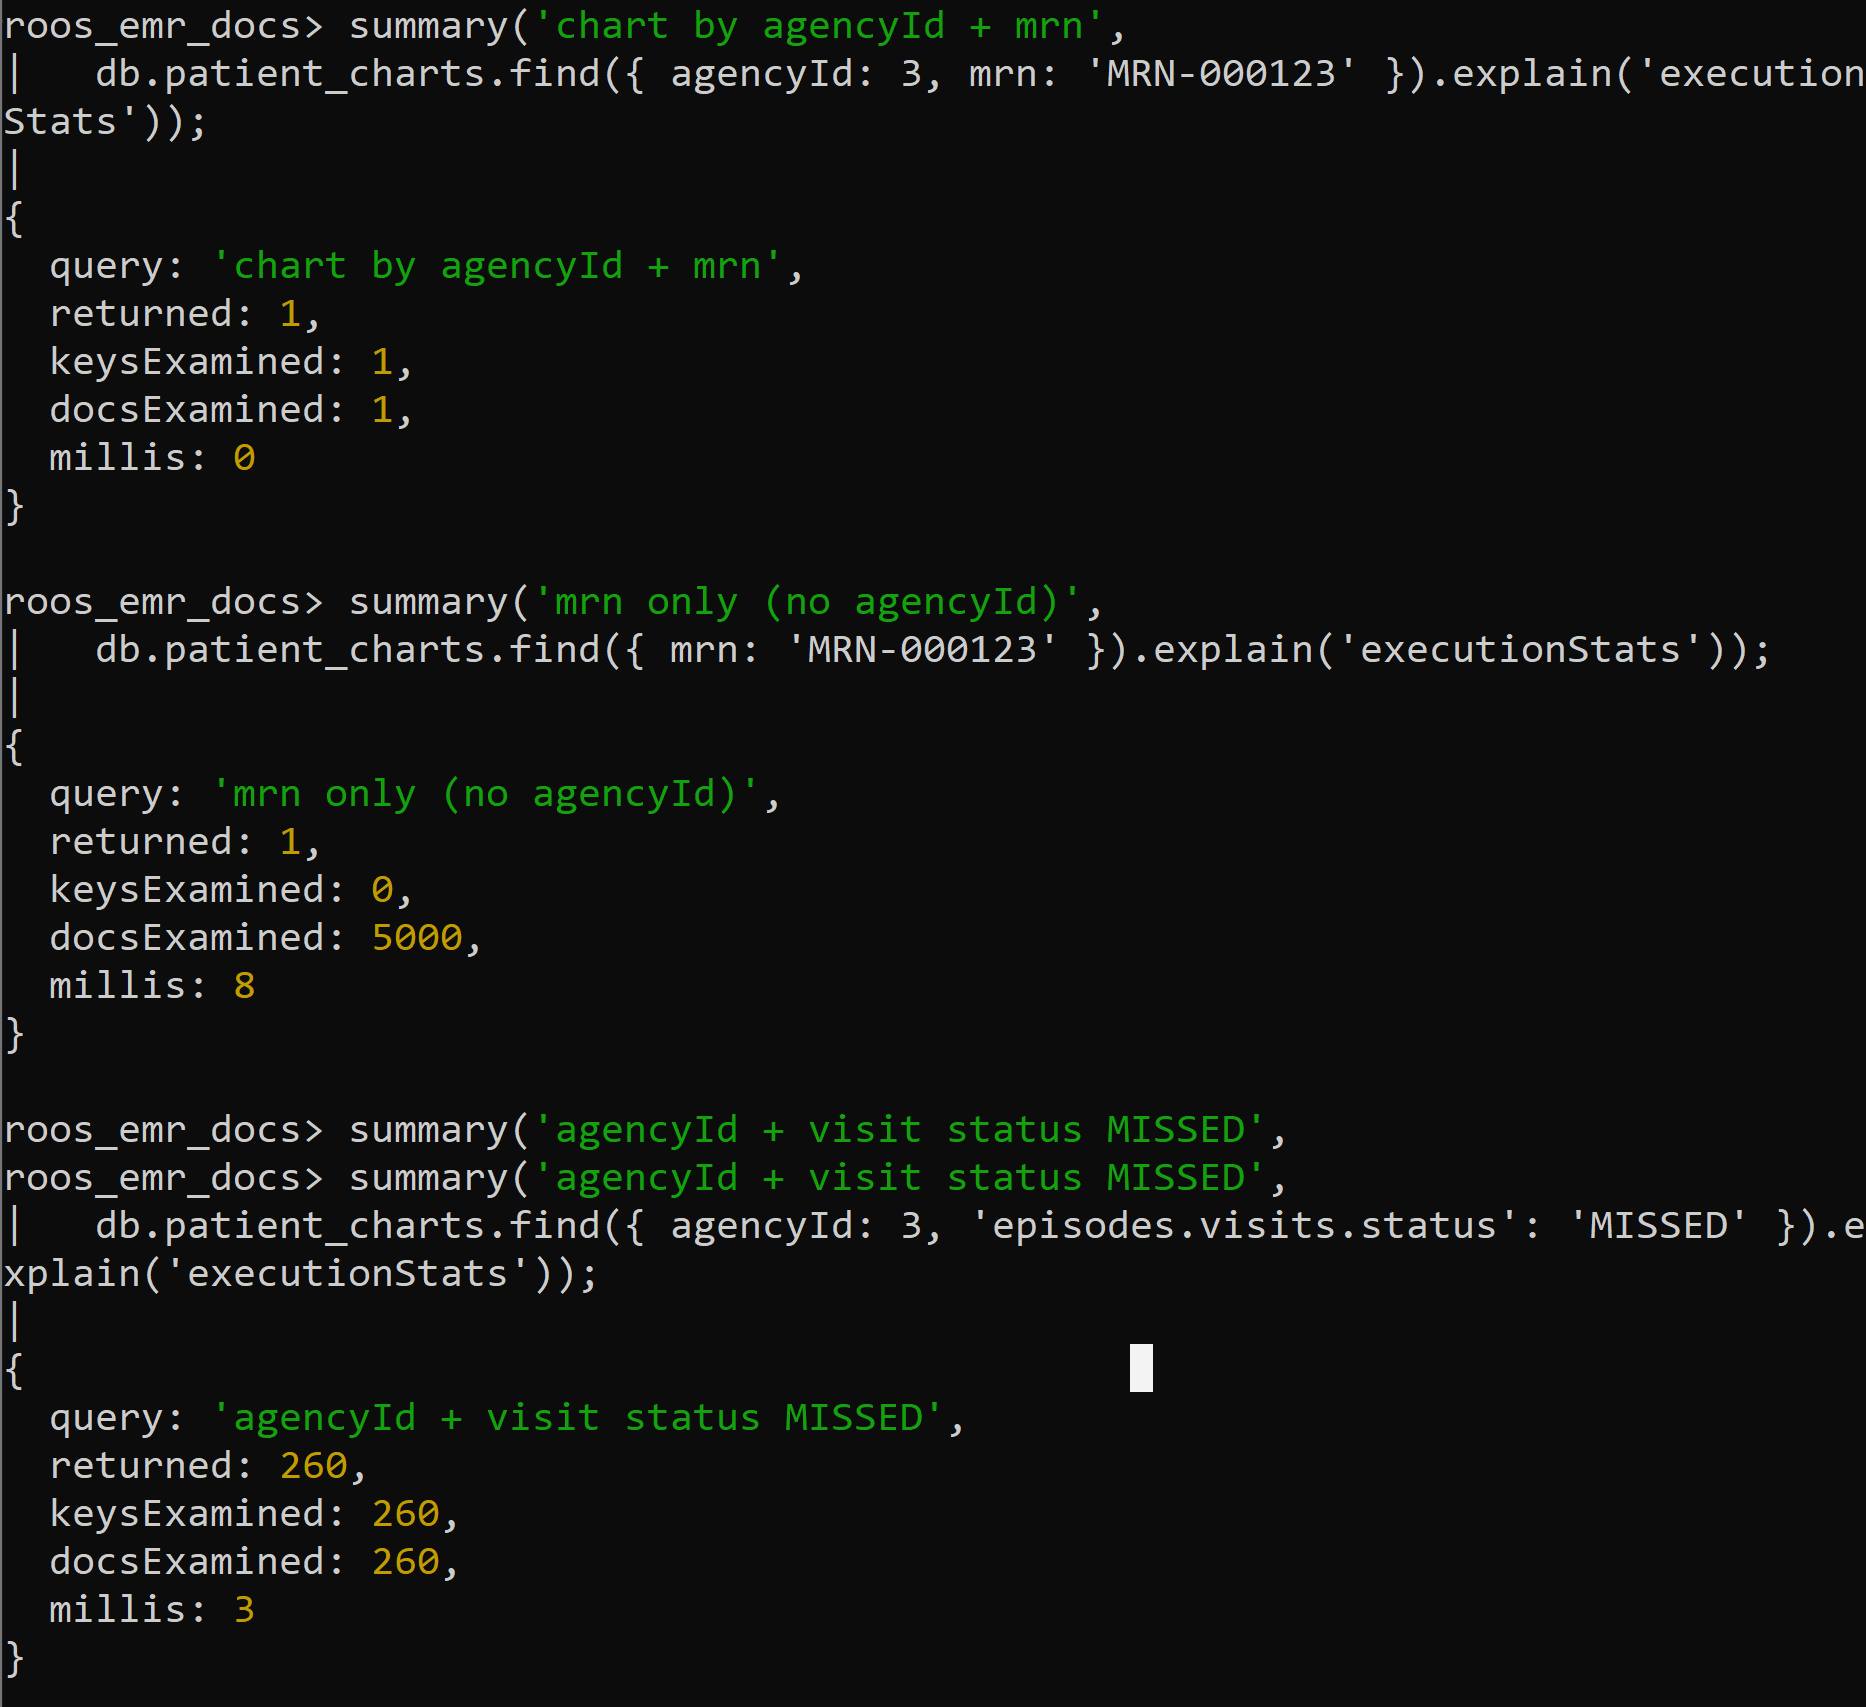 roos_emr_docs> summary('chart by agencyId + mrn',
|   db.patient_charts.find({ agencyId: 3, mrn: 'MRN-000123' }).explain('execution
Stats'));
|
{
  query: 'chart by agencyId + mrn',
  returned: 1,
  keysExamined: 1,
  docsExamined: 1,
  millis: 0
}

roos_emr_docs> summary('mrn only (no agencyId)',
|   db.patient_charts.find({ mrn: 'MRN-000123' }).explain('executionStats'));
|
{
  query: 'mrn only (no agencyId)',
  returned: 1,
  keysExamined: 0,
  docsExamined: 5000,
  millis: 8
}

roos_emr_docs> summary('agencyId + visit status MISSED',
roos_emr_docs> summary('agencyId + visit status MISSED',
|   db.patient_charts.find({ agencyId: 3, 'episodes.visits.status': 'MISSED' }).e
xplain('executionStats'));
|
{
  query: 'agencyId + visit status MISSED',
  returned: 260,
  keysExamined: 260,
  docsExamined: 260,
  millis: 3
}